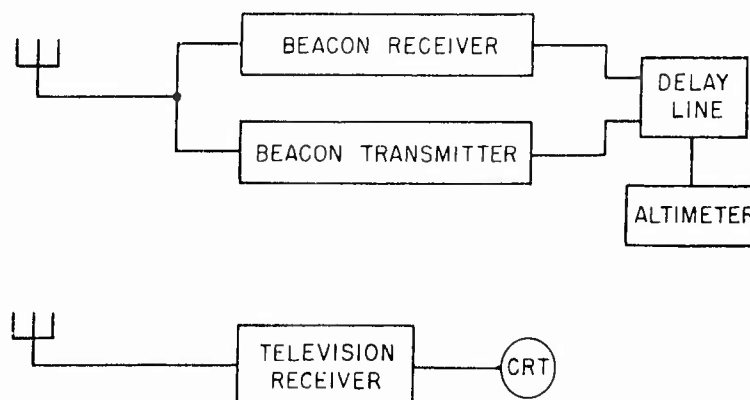 BEACON RECEIVER
DELAY
LINE
BEACON TRANSMITTER
ALTIMETER
TELEVISION
RECEIVER
CRT